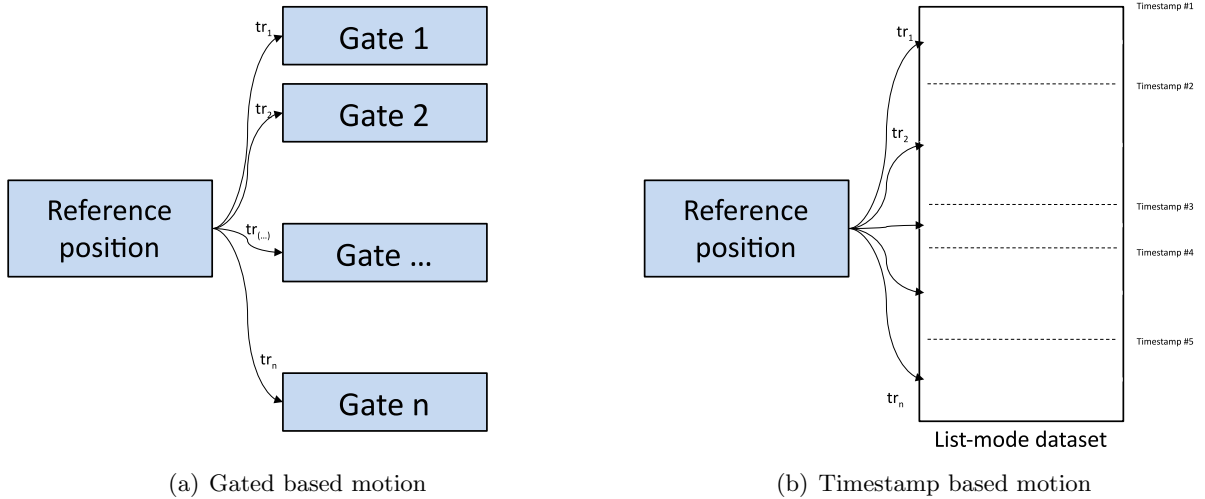 tr1
Gate 1
tr2
Gate 2
Reference
position
tr(...)
Gate ...
trn
Gate n
(a) Gated based motion
Timestamp #1
tr1
Timestamp #2
tr2
Reference
position
Timestamp #3
Timestamp #4
Timestamp #5
trn
List-mode dataset
(b) Timestamp based motion